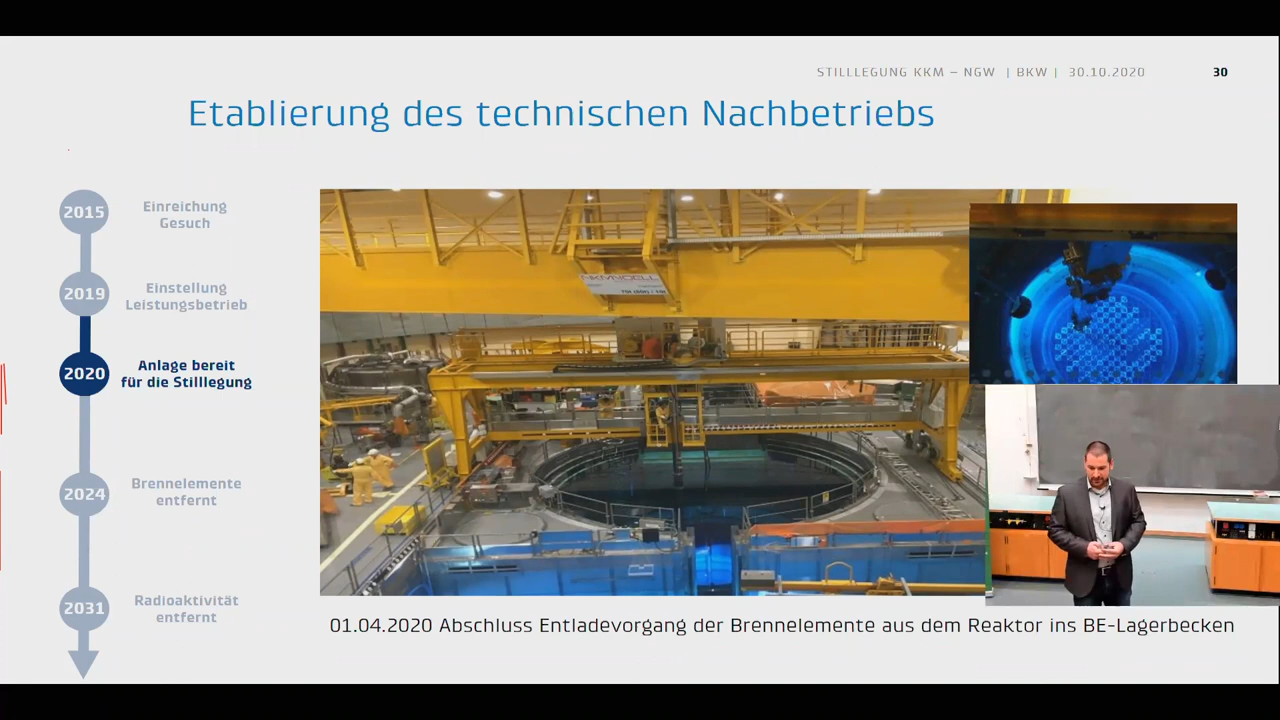 STILLLEGUNG KKM – NGW | BKW | 30.10.2020 30
Etablierung des technischen Nachbetriebs
2015 Einreichung
Gesuch
2019 Einstellung
Leistungsbetrieb
2020 Anlage bereit
für die Stilllegung
2024 Brennelemente
entfernt
2031 Radioaktivität
entfernt
01.04.2020 Abschluss Entladevorgang der Brennelemente aus dem Reaktor ins BE-Lagerbecken